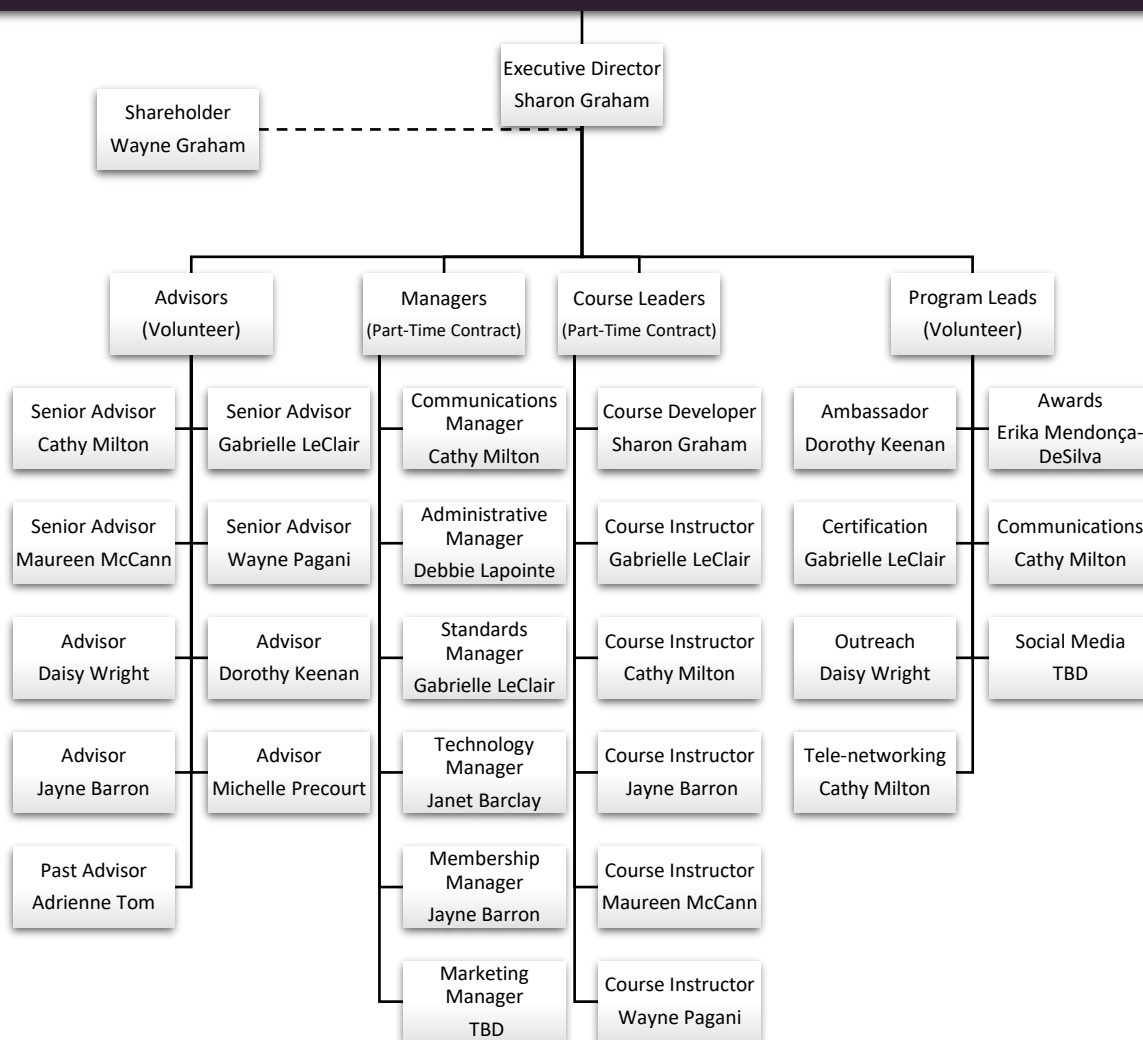 Executive Director
Sharon Graham
Shareholder
Wayne Graham
Advisors
(Volunteer)
Managers
(Part-Time Contract)
Course Leaders
(Part-Time Contract)
Program Leads
(Volunteer)
Senior Advisor
Cathy Milton
Senior Advisor
Gabrielle LeClair
Senior Advisor
Maureen McCann
Senior Advisor
Wayne Pagani
Advisor
Daisy Wright
Advisor
Dorothy Keenan
Advisor
Jayne Barron
Advisor
Michelle Precourt
Past Advisor
Adrienne Tom
Communications
Manager
Cathy Milton
Administrative
Manager
Debbie Lapointe
Standards
Manager
Gabrielle LeClair
Technology
Manager
Janet Barclay
Membership
Manager
Jayne Barron
Marketing
Manager
TBD
Course Developer
Sharon Graham
Course Instructor
Gabrielle LeClair
Course Instructor
Cathy Milton
Course Instructor
Jayne Barron
Course Instructor
Maureen McCann
Course Instructor
Wayne Pagani
Ambassador
Dorothy Keenan
Awards
Erika Mendonça-
DeSilva
Certification
Gabrielle LeClair
Communications
Cathy Milton
Outreach
Daisy Wright
Social Media
TBD
Tele-networking
Cathy Milton